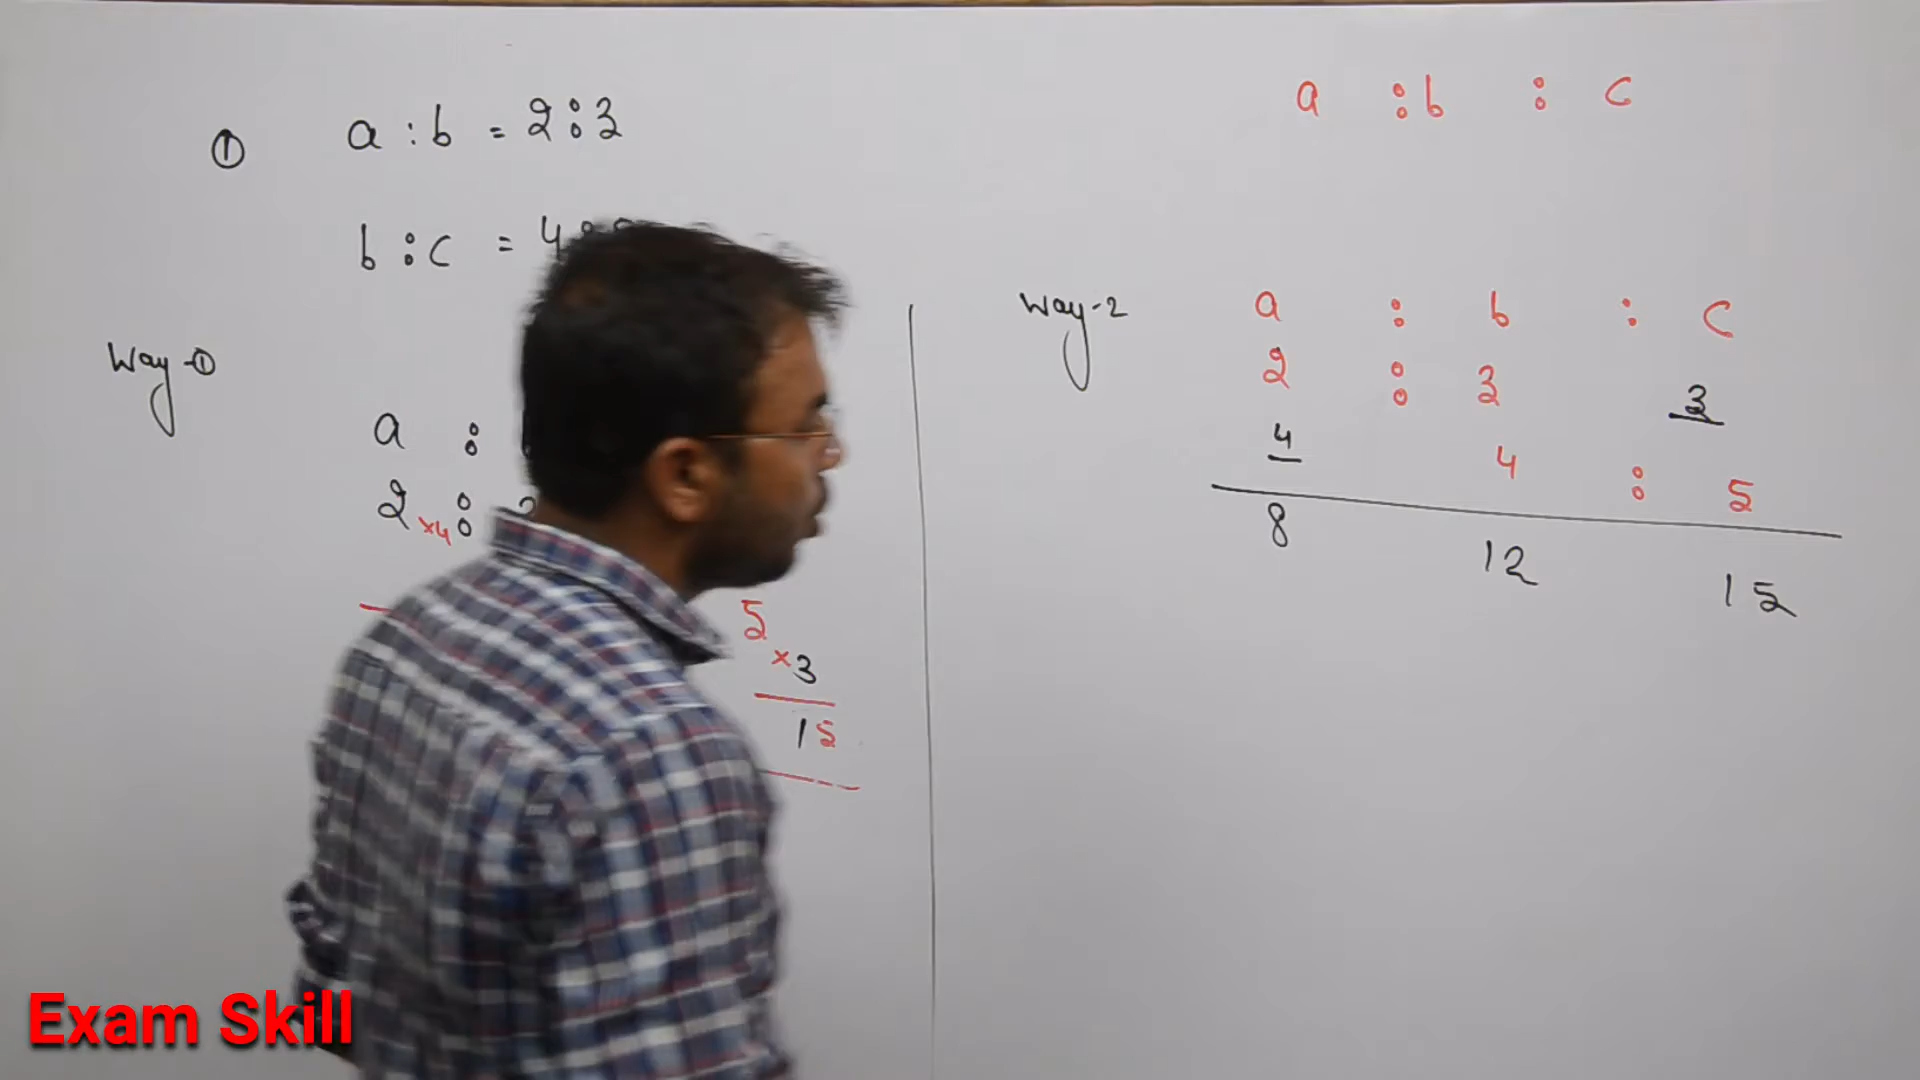 ① a : b = 2 : 3
b : c = 4
Way-①
a :
2 ×4 :
5
×3
15
a : b : c
Way-2 a : b : c
2 : 3 3
4 4 : 5
8 12 15
Exam Skill